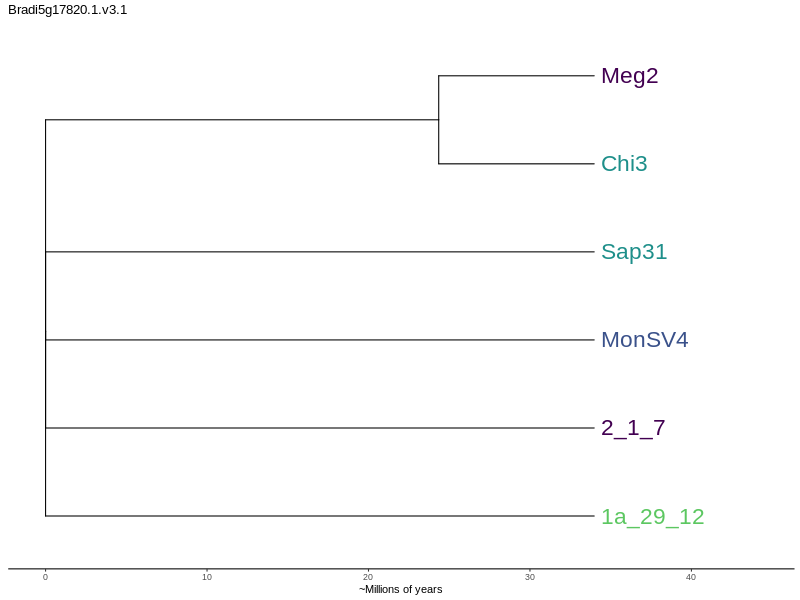 Bradi5g17820.1.v3.1
Meg2
Chi3
Sap31
MonSV4
2_1_7
1a_29_12
0 10 20 30 40
~Millions of years